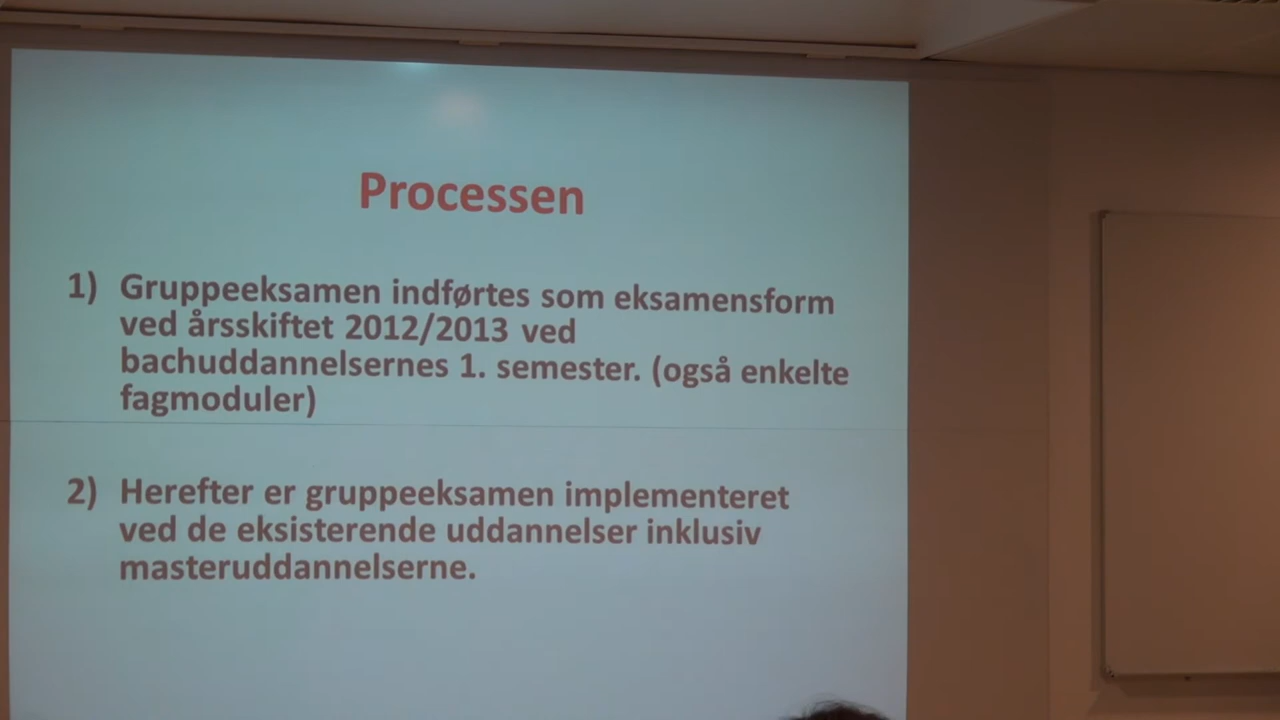 Processen
1) Gruppeeksamen indførtes som eksamensform
ved årsskiftet 2012/2013 ved
bachuddannelsernes 1. semester. (også enkelte
fagmoduler)
2) Herefter er gruppeeksamen implementeret
ved de eksisterende uddannelser inklusiv
masteruddannelserne.